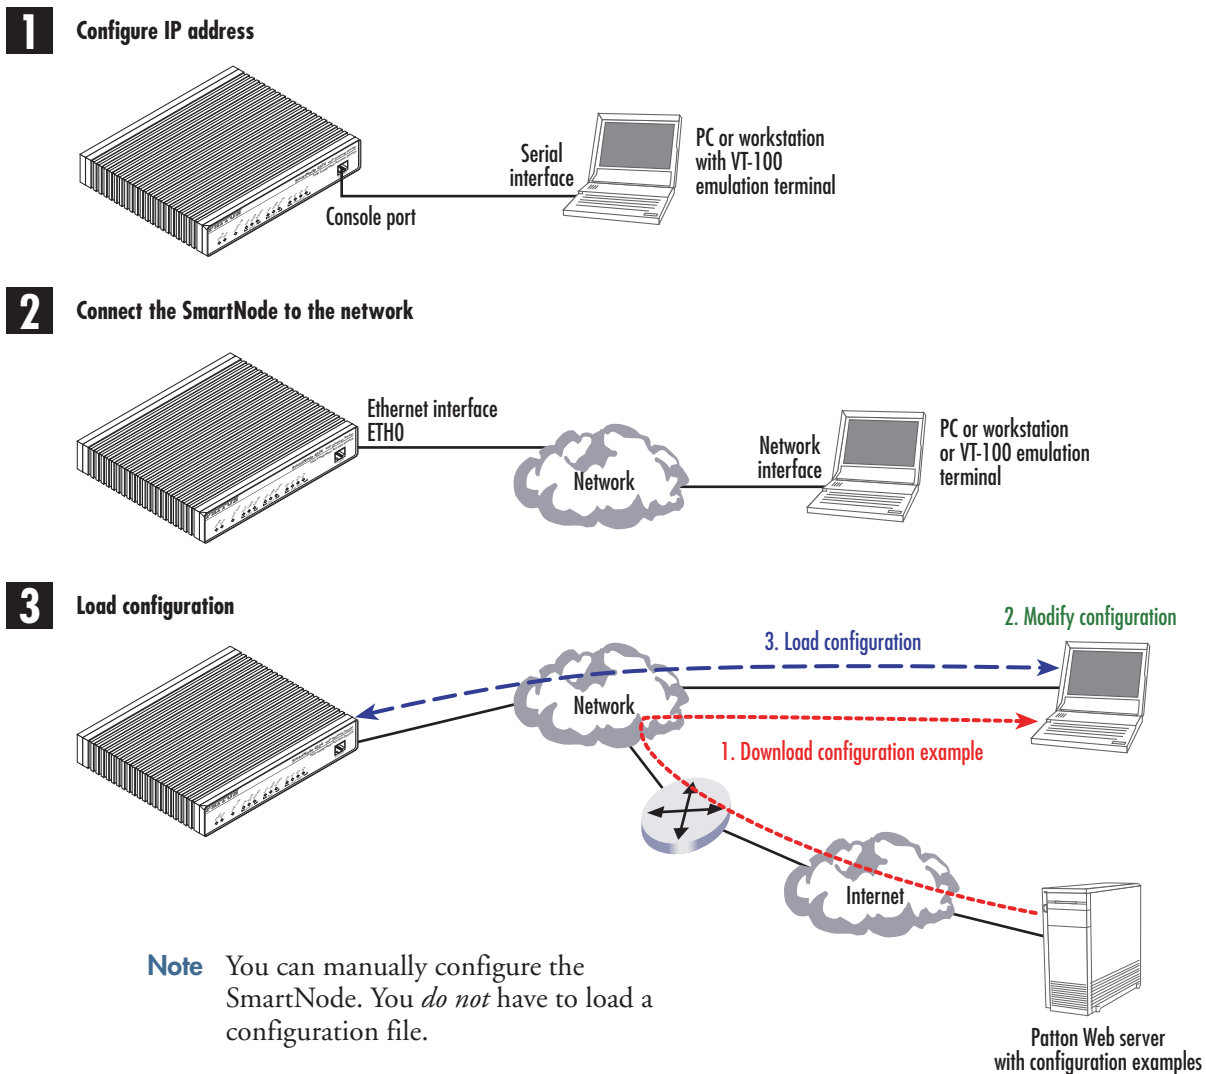 1 Configure IP address
Serial
interface
PC or workstation
with VT-100
emulation terminal
Console port
2 Connect the SmartNode to the network
Ethernet interface
ETH0
Network
Network
interface
PC or workstation
or VT-100 emulation
terminal
3 Load configuration
2. Modify configuration
3. Load configuration
Network
1. Download configuration example
Internet
Note You can manually configure the
SmartNode. You do not have to load a
configuration file.
Patton Web server
with configuration examples